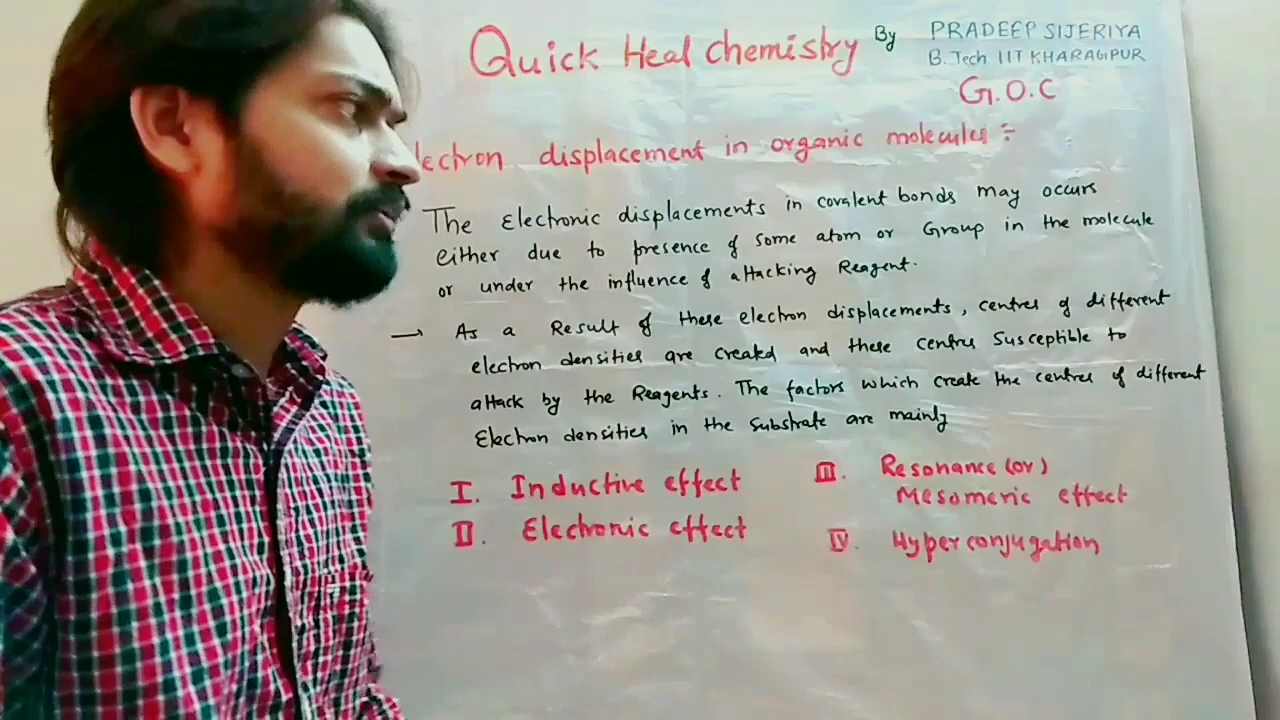 Quick Heal Chemistry By PRADEEP SIJERIYA
B.Tech IIT KHARAGPUR
G.O.C
lectron displacement in organic molecules ÷
The Electronic displacements in covalent bonds may occurs
either due to presence of some atom or Group in the molecule
or under the influence of attacking Reagent.
→ As a Result of these electron displacements, centres of different
electron densities are created and these centres Susceptible to
attack by the Reagents. The factors which create the centres of different
Electron densities in the Substrate are mainly
I. Inductive effect
II. Electronic effect
III. Resonance (or)
Mesomeric effect
IV. Hyperconjugation